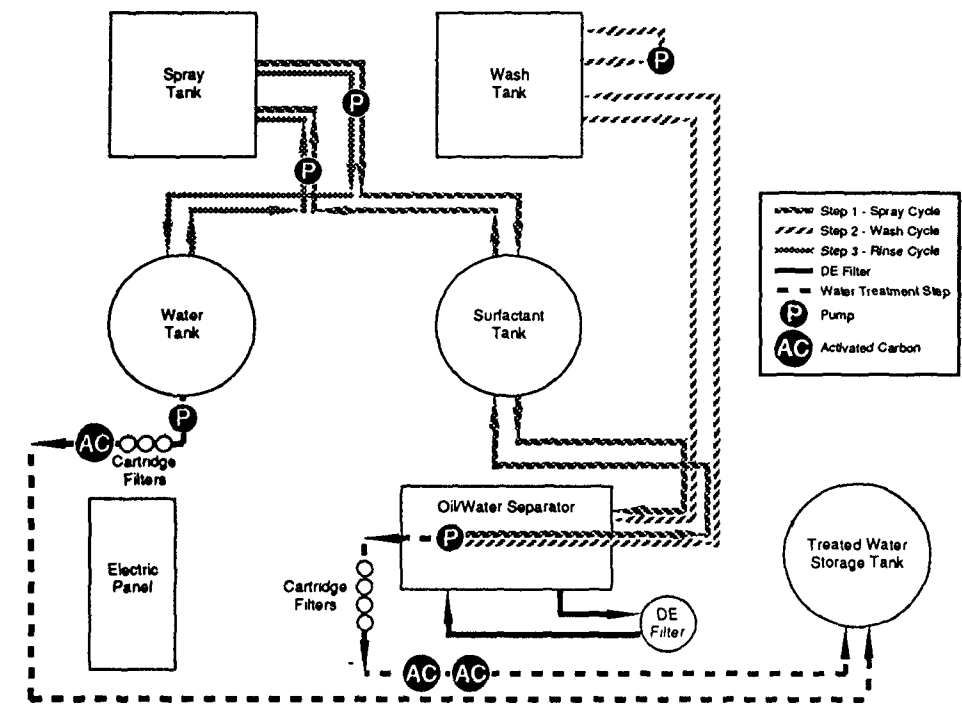 Spray
Tank
Wash
Tank
P
P
P
Step 1 - Spray Cycle
Step 2 - Wash Cycle
Step 3 - Rinse Cycle
DE Filter
Water Treatment Step
P
Pump
AC
Activated Carbon
Water
Tank
Surfactant
Tank
P
AC
Cartridge
Filters
Oil/Water Separator
P
Electric
Panel
Cartridge
Filters
Treated Water
Storage Tank
DE
Filter
AC
AC